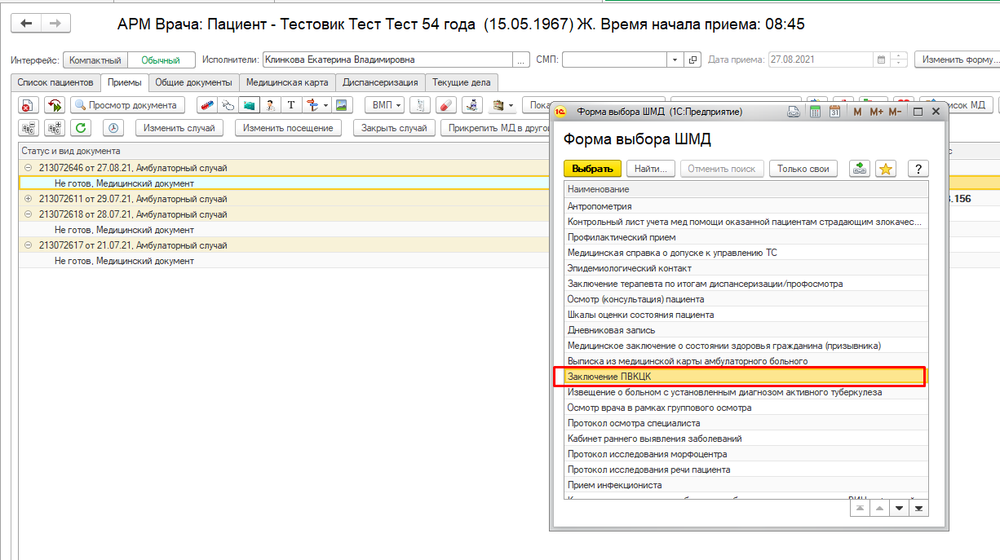 АРМ Врача: Пациент - Тестовик Тест Тест 54 года (15.05.1967) Ж. Время начала приема: 08:45
Интерфейс: Компактный Обычный Исполнители: Клинкова Екатерина Владимировна ... СМП: Дата приема: 27.08.2021 Изменить форму...
Список пациентов Приемы Общие документы Медицинская карта Диспансеризация Текущие дела
Просмотр документа Т ВМП
Изменить случай Изменить посещение Закрыть случай Прикрепить МД в другой
Статус и вид документа
213072646 от 27.08.21, Амбулаторный случай
Не готов, Медицинский документ
213072611 от 29.07.21, Амбулаторный случай
213072618 от 28.07.21, Амбулаторный случай
Не готов, Медицинский документ
213072617 от 21.07.21, Амбулаторный случай
Не готов, Медицинский документ
Форма выбора ШМД (1С:Предприятие) M M+ M-
Форма выбора ШМД
Выбрать Найти... Отменить поиск Только свои ?
Наименование
Антропометрия
Контрольный лист учета мед помощи оказанной пациентам страдающим злокачес...
Профилактический прием
Медицинская справка о допуске к управлению ТС
Эпидемиологический контакт
Заключение терапевта по итогам диспансеризации/профосмотра
Осмотр (консультация) пациента
Шкалы оценки состояния пациента
Дневниковая запись
Медицинское заключение о состоянии здоровья гражданина (призывника)
Выписка из медицинской карты амбулаторного больного
Заключение ПВКЦК
Извещение о больном с установленным диагнозом активного туберкулеза
Осмотр врача в рамках группового осмотра
Протокол осмотра специалиста
Кабинет раннего выявления заболеваний
Протокол исследования морфоцентра
Протокол исследования речи пациента
Прием инфекциониста
.156